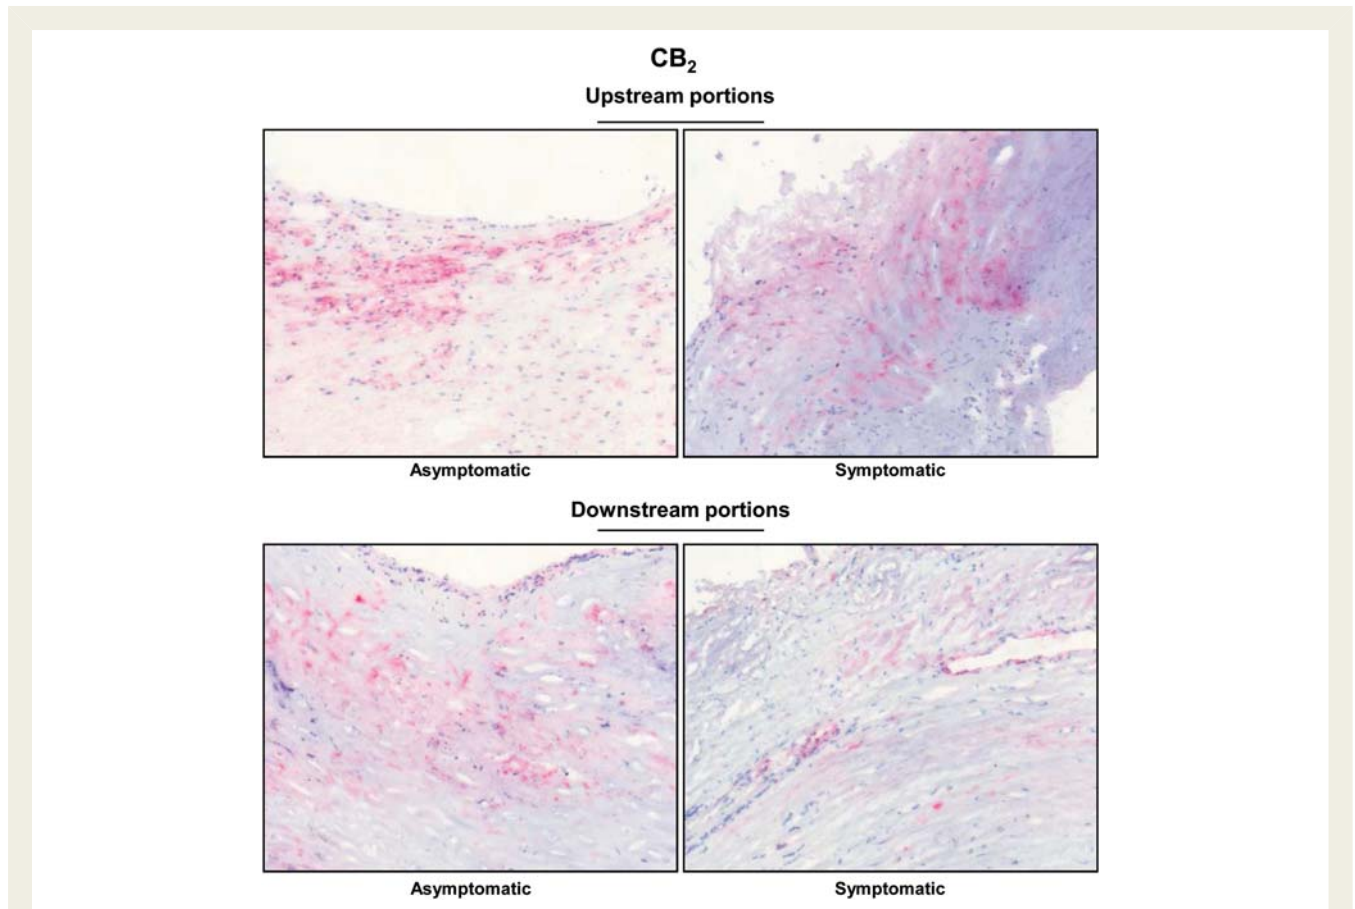 CB₂
Upstream portions
Asymptomatic Symptomatic
Downstream portions
Asymptomatic Symptomatic